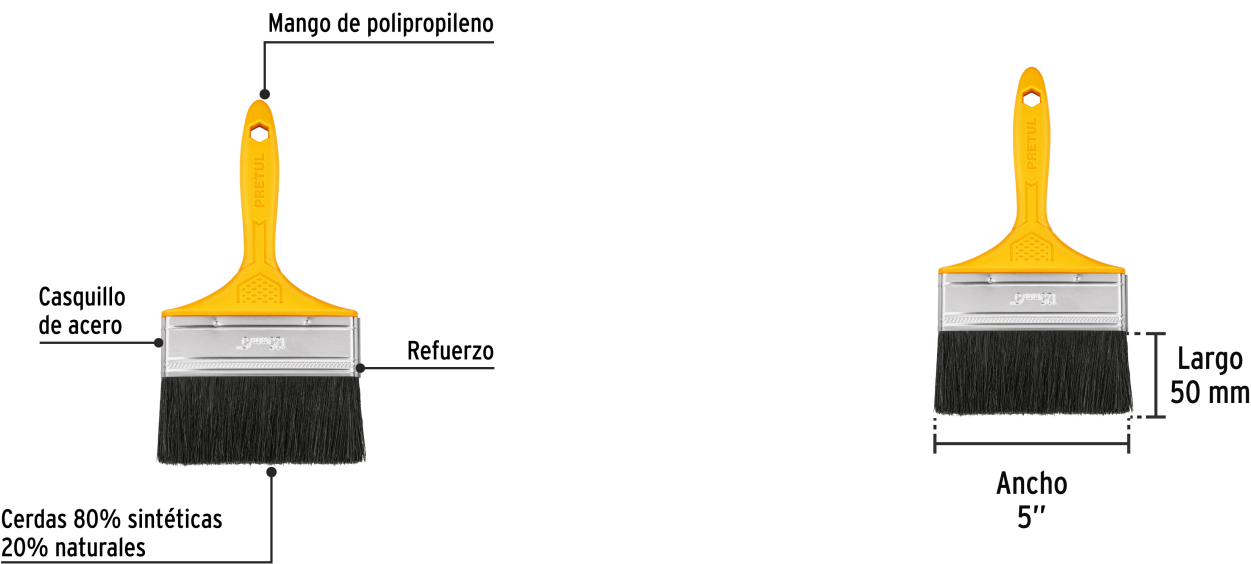 Mango de polipropileno
PRETUL
Casquillo
de acero
Refuerzo
Cerdas 80% sintéticas
20% naturales
PRETUL
Largo
50 mm
Ancho
5’’